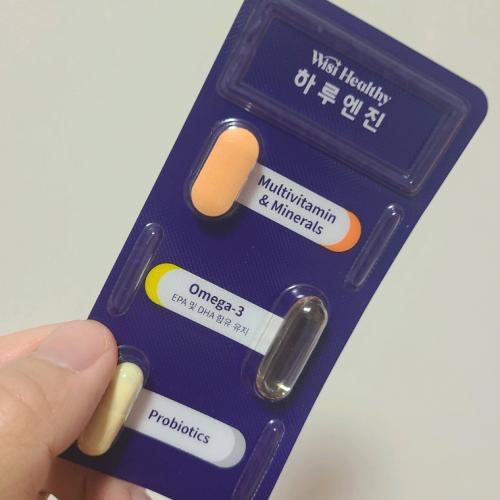 Wisi Healthy
하루엔진
Multivitamin
& Minerals
Omega-3
EPA 및 DHA 함유 유지
Probiotics